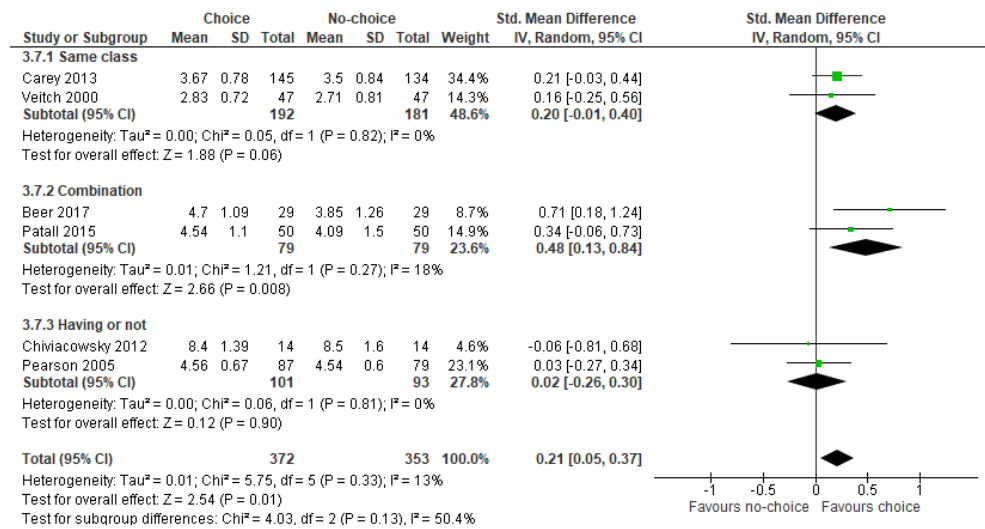 Choice No-choice Std. Mean Difference Std. Mean Difference
Study or Subgroup Mean SD Total Mean SD Total Weight IV, Random, 95% CI IV, Random, 95% CI
3.7.1 Same class
Carey 2013 3.67 0.78 145 3.5 0.84 134 34.4% 0.21 [-0.03, 0.44]
Veitch 2000 2.83 0.72 47 2.71 0.81 47 14.3% 0.16 [-0.25, 0.56]
Subtotal (95% CI) 192 181 48.6% 0.20 [-0.01, 0.40]
Heterogeneity: Tau² = 0.00; Chi² = 0.05, df = 1 (P = 0.82); I² = 0%
Test for overall effect: Z = 1.88 (P = 0.06)
3.7.2 Combination
Beer 2017 4.7 1.09 29 3.85 1.26 29 8.7% 0.71 [0.18, 1.24]
Patall 2015 4.54 1.1 50 4.09 1.5 50 14.9% 0.34 [-0.06, 0.73]
Subtotal (95% CI) 79 79 23.6% 0.48 [0.13, 0.84]
Heterogeneity: Tau² = 0.01; Chi² = 1.21, df = 1 (P = 0.27); I² = 18%
Test for overall effect: Z = 2.66 (P = 0.008)
3.7.3 Having or not
Chiviacowsky 2012 8.4 1.39 14 8.5 1.6 14 4.6% -0.06 [-0.81, 0.68]
Pearson 2005 4.56 0.67 87 4.54 0.6 79 23.1% 0.03 [-0.27, 0.34]
Subtotal (95% CI) 101 93 27.8% 0.02 [-0.26, 0.30]
Heterogeneity: Tau² = 0.00; Chi² = 0.06, df = 1 (P = 0.81); I² = 0%
Test for overall effect: Z = 0.12 (P = 0.90)
Total (95% CI) 372 353 100.0% 0.21 [0.05, 0.37]
Heterogeneity: Tau² = 0.01; Chi² = 5.75, df = 5 (P = 0.33); I² = 13%
Test for overall effect: Z = 2.54 (P = 0.01)
Test for subgroup differences: Chi² = 4.03, df = 2 (P = 0.13), I² = 50.4%
-1 -0.5 0 0.5 1
Favours no-choice Favours choice